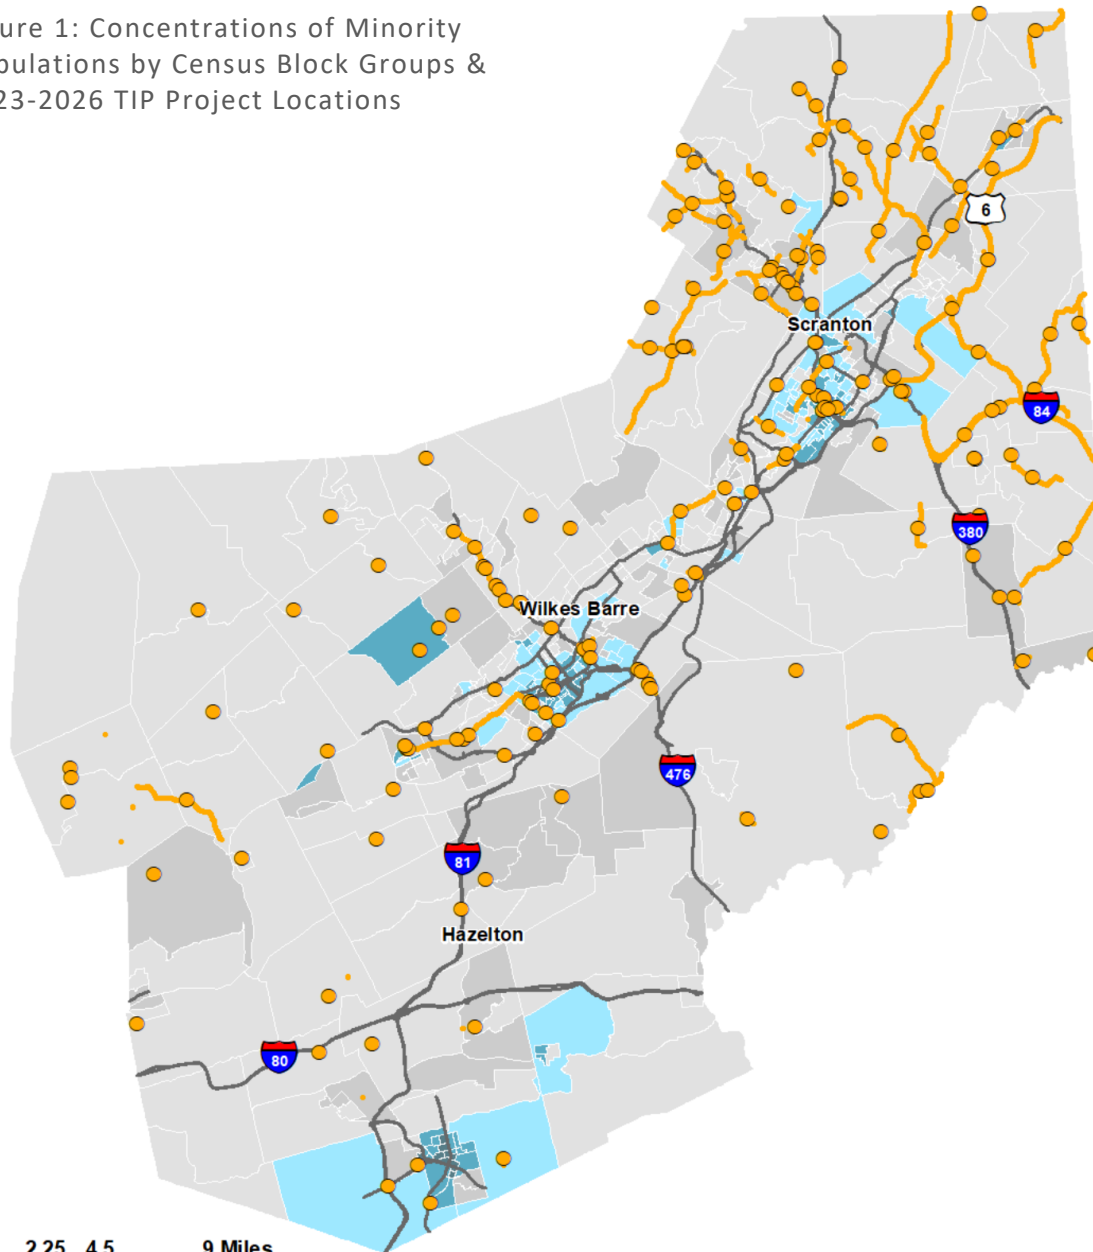 ure 1: Concentrations of Minority
pulations by Census Block Groups &
23-2026 TIP Project Locations
6
Scranton
84
380
Wilkes Barre
476
81
Hazelton
80
2.25 4.5 9 Miles